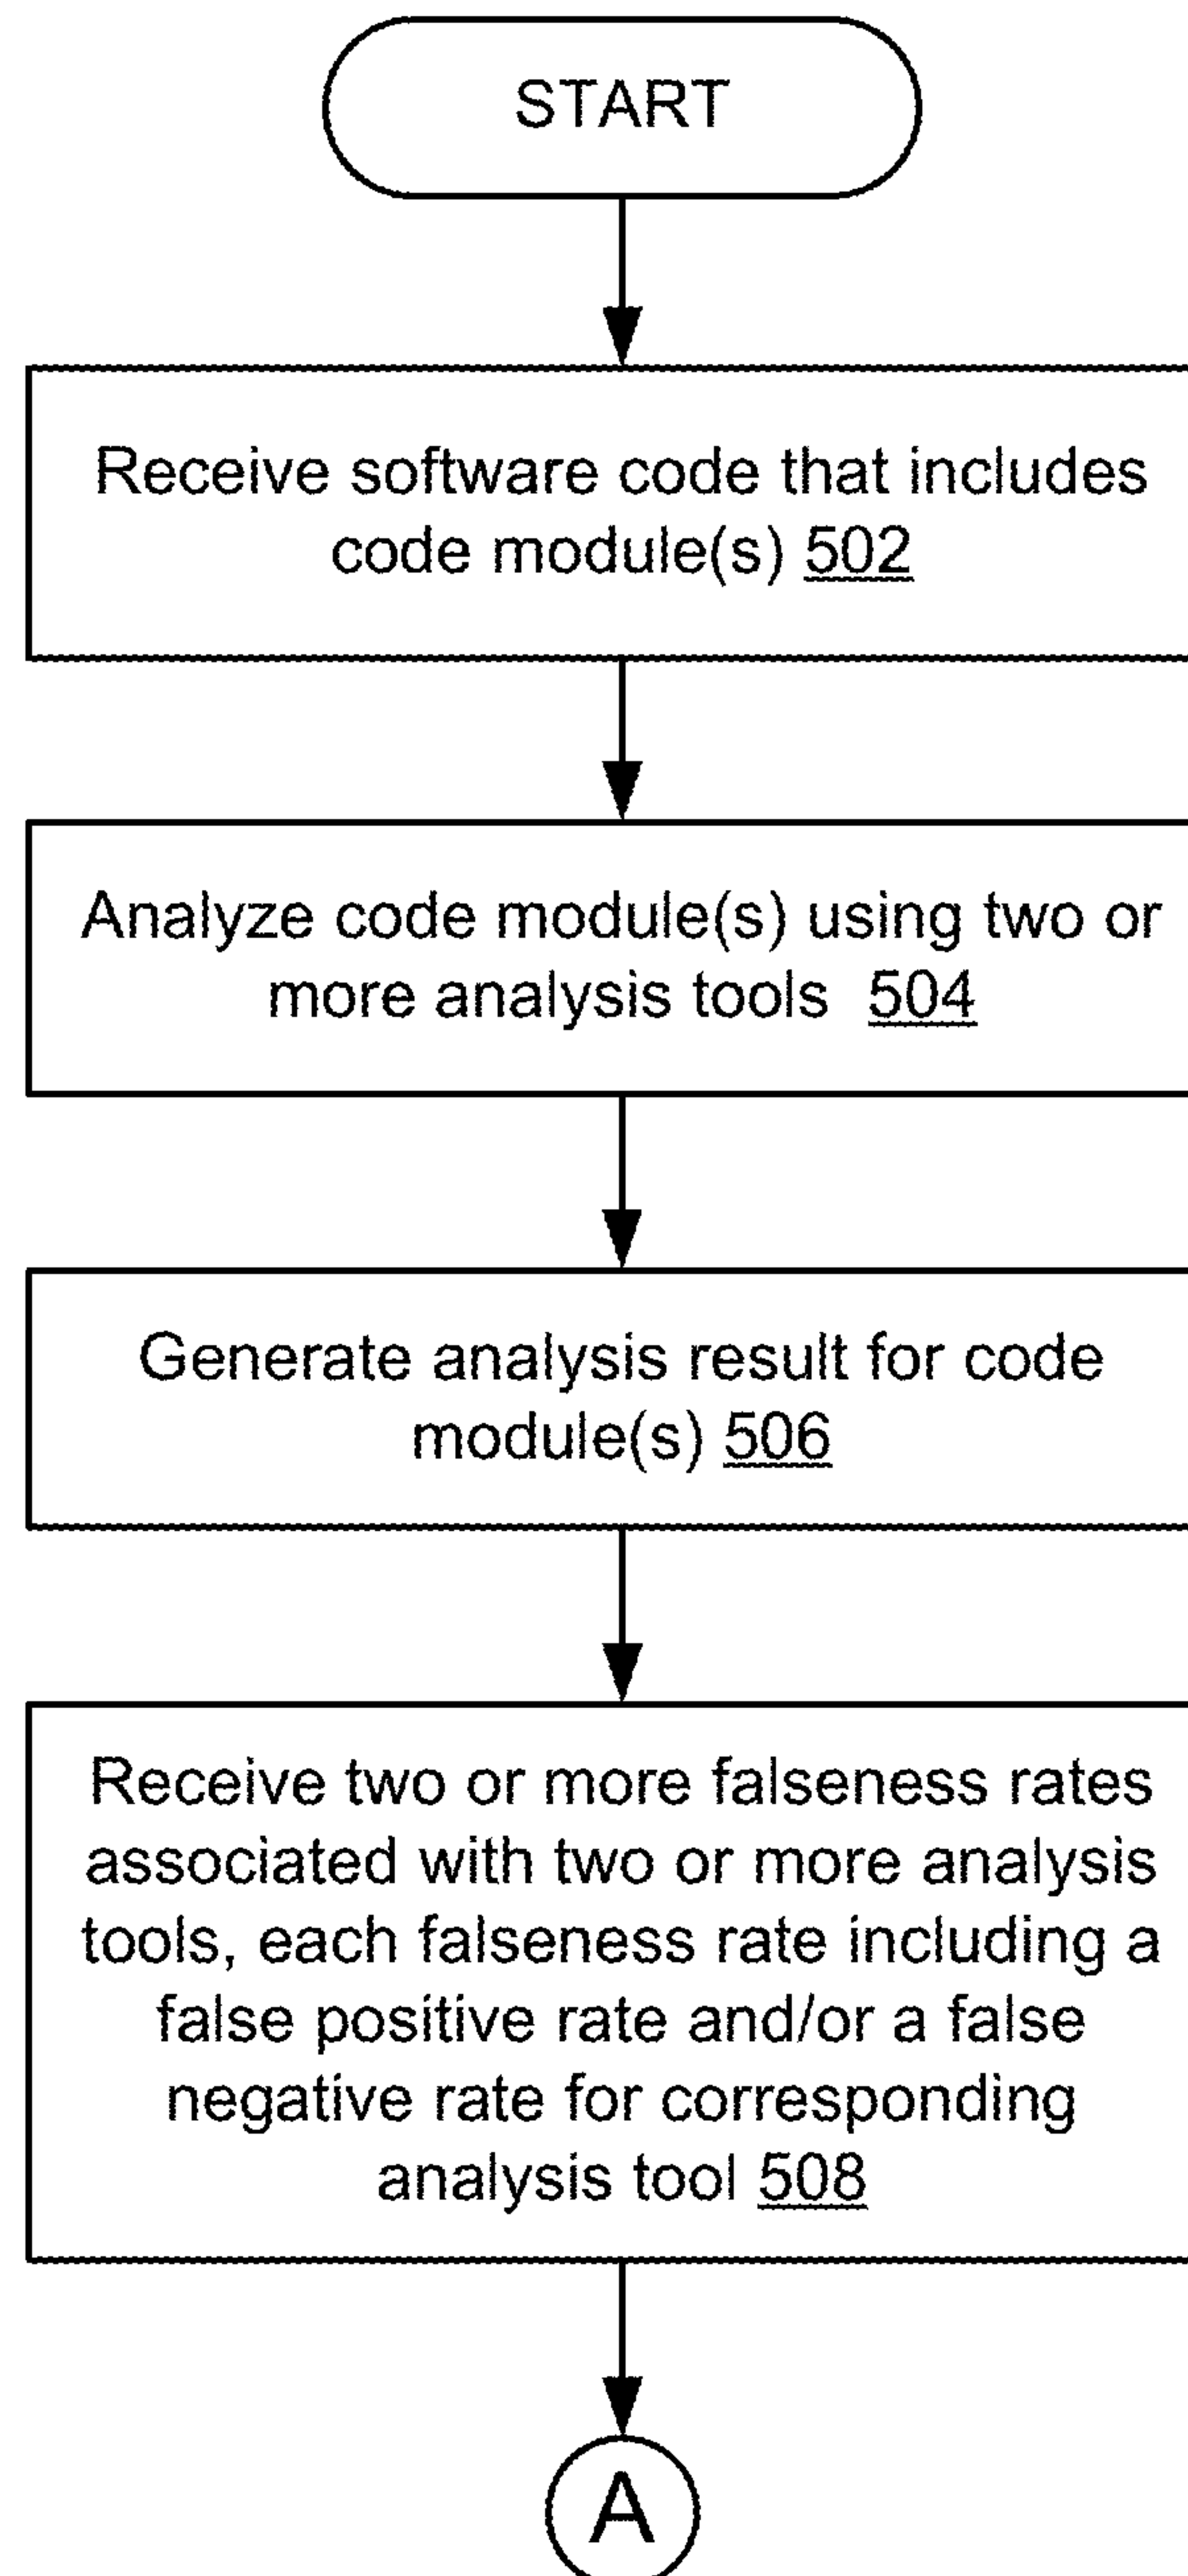 START
Receive software code that includes
code module(s) 502
Analyze code module(s) using two or
more analysis tools 504
Generate analysis result for code
module(s) 506
Receive two or more falseness rates
associated with two or more analysis
tools, each falseness rate including a
false positive rate and/or a false
negative rate for corresponding
analysis tool 508
A